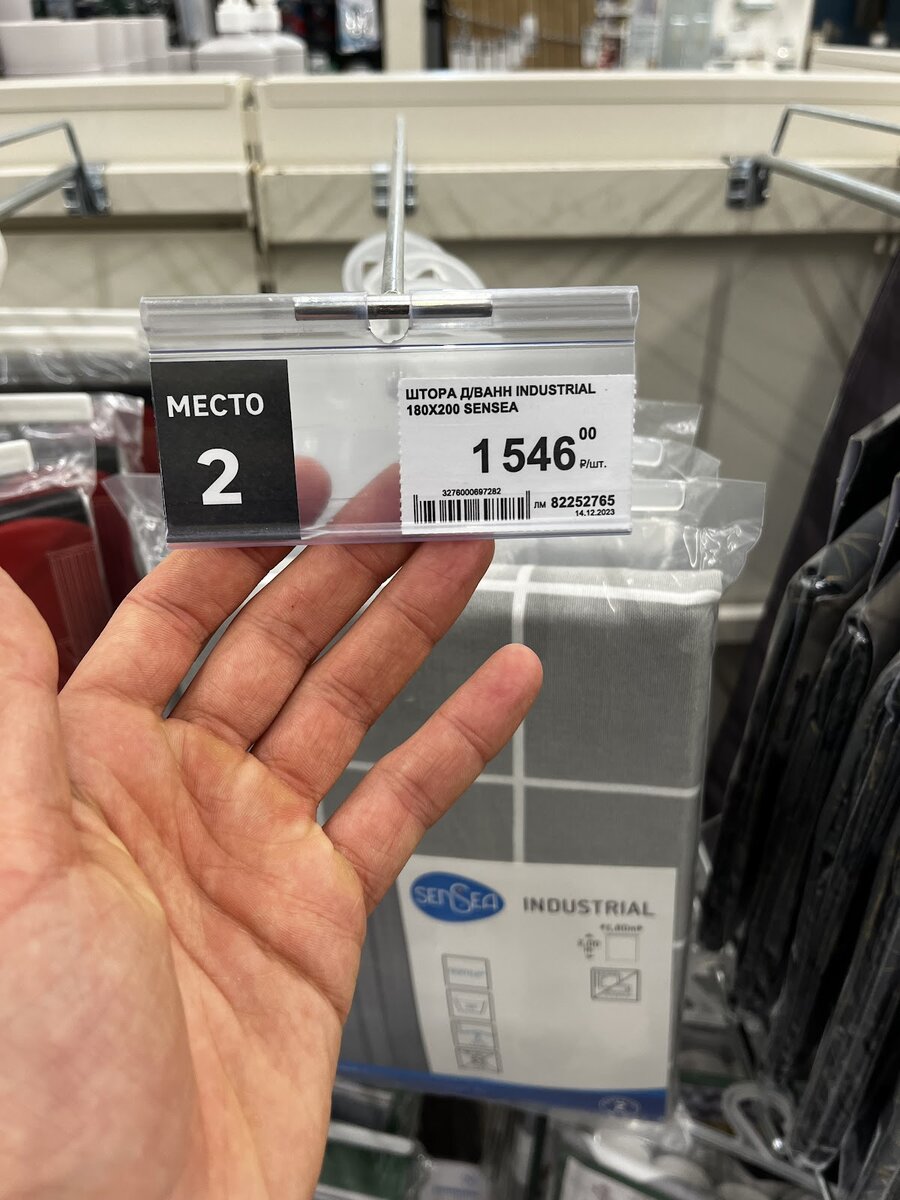 МЕСТО
2
ШТОРА Д/ВАНН INDUSTRIAL
180X200 SENSEA
1 546 00
₽/шт.
3276000697282
ЛМ 82252765
14.12.2023
SENSEA
INDUSTRIAL